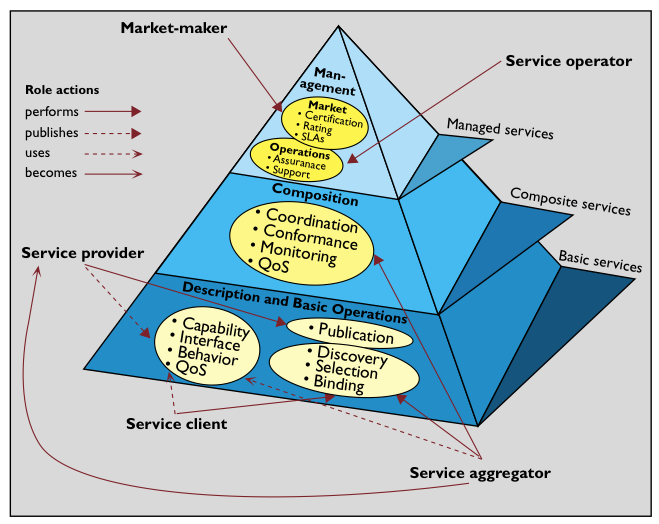 Market-maker
Service operator
Role actions
performs
publishes
uses
becomes
Man-
agement
Market
• Certification
• Rating
• SLAs
Operations
• Assuranace
• Support
Managed services
Composition
• Coordination
• Conformance
• Monitoring
• QoS
Composite services
Service provider
Basic services
Description and Basic Operations
• Capability
• Interface
• Behavior
• QoS
• Publication
• Discovery
• Selection
• Binding
Service client
Service aggregator